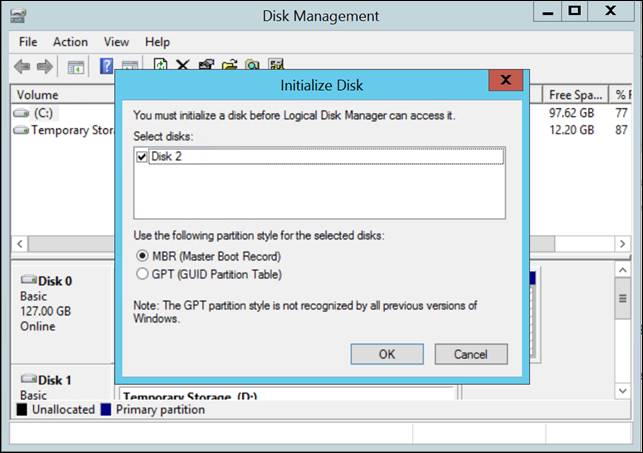 Disk Management
File Action View Help
Initialize Disk
Volume
Free Spa... % F
(C:)
97.62 GB 77
Temporary Stora
12.20 GB 87
You must initialize a disk before Logical Disk Manager can access it.
Select disks:
Disk 2
Use the following partition style for the selected disks:
MBR (Master Boot Record)
GPT (GUID Partition Table)
Note: The GPT partition style is not recognized by all previous versions of
Windows.
OK Cancel
Disk 0
Basic
127.00 GB
Online
Disk 1
Basic
Temporary Storage (D:)
Unallocated Primary partition